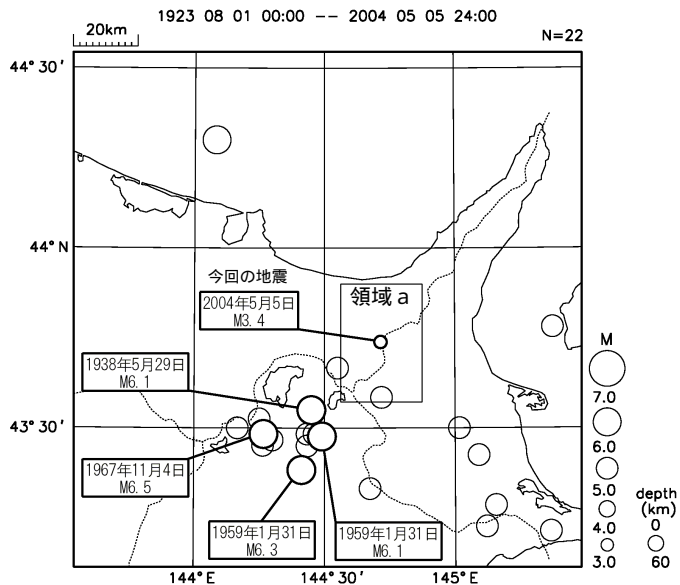 1923 08 01 00:00 -- 2004 05 05 24:00
20km
N=22
44°30′
44°N
43°30′
144°E
144°30′
145°E
今回の地震
2004年5月5日
M3.4
領域a
1938年5月29日
M6.1
1967年11月4日
M6.5
1959年1月31日
M6.3
1959年1月31日
M6.1
M
7.0
6.0
5.0
4.0
3.0
depth
(km)
0
60